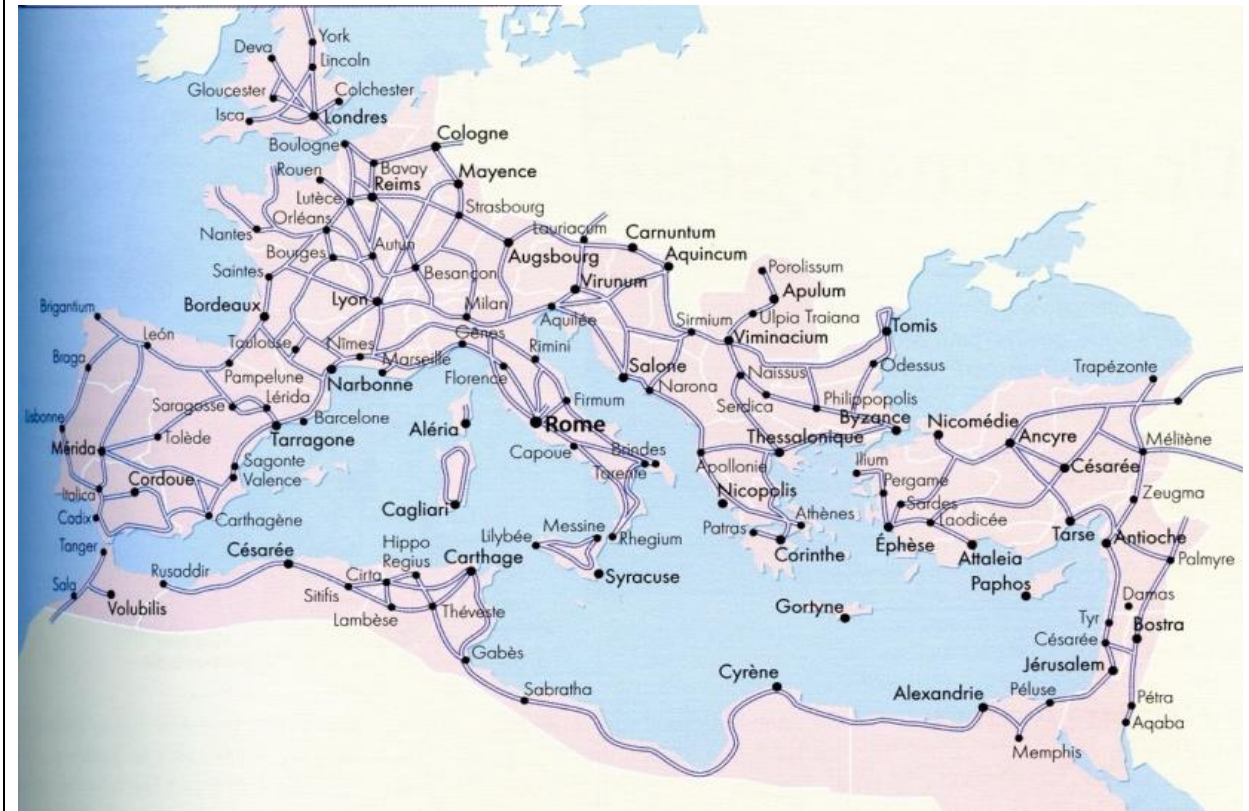 York
Deva
Lincoln
Gloucester
Colchester
Isca
Londres
Boulogne
Cologne
Rouen
Bavay
Reims
Mayence
Lutèce
Strasbourg
Orléans
Nantes
Bourges
Autun
Besançon
Augsbourg
Lauriacum
Carnuntum
Aquincum
Saintes
Virunum
Porolissum
Apulum
Bordeaux
Lyon
Milan
Aquilée
Ulpia Traiana
Brigantium
León
Toulouse
Nîmes
Gênes
Sirmium
Viminacium
Tomis
Braga
Pampelune
Narbonne
Marseille
Florence
Rimini
Salone
Narona
Naissus
Odessus
Trapézonte
Saragosse
Lérida
Barcelone
Firmum
Serdica
Philippopolis
Byzance
Lisbonne
Tolède
Tarragone
Aléria
Rome
Thessalonique
Nicomédie
Ancyre
Mélitène
Mérida
Sagonte
Valence
Capoue
Brindes
Tarente
Apollonie
Illium
Pergame
Césarée
Italica
Cordoue
Cagliari
Nicopolis
Sardes
Zeugma
Cadix
Carthagène
Messine
Lilybée
Rhegium
Patras
Athènes
Laodicée
Tanger
Césarée
Hippo
Regius
Carthage
Corinthe
Éphèse
Attaleia
Tarse
Antioche
Palmyre
Sala
Rusaddir
Volubilis
Cirta
Sitifis
Syracuse
Paphos
Damas
Lambèse
Théveste
Gortyne
Tyr
Césarée
Bostra
Gabès
Jérusalem
Sabratha
Cyrène
Alexandrie
Péluse
Pétra
Aqaba
Memphis